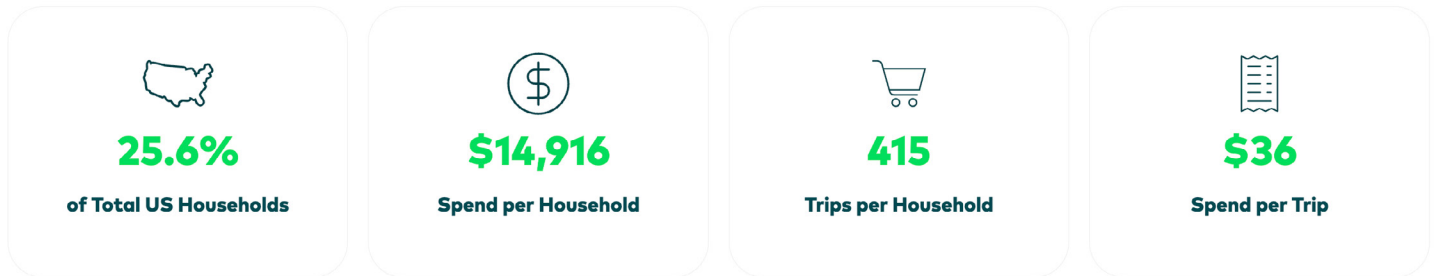 25.6%
of Total US Households
$14,916
Spend per Household
415
Trips per Household
$36
Spend per Trip